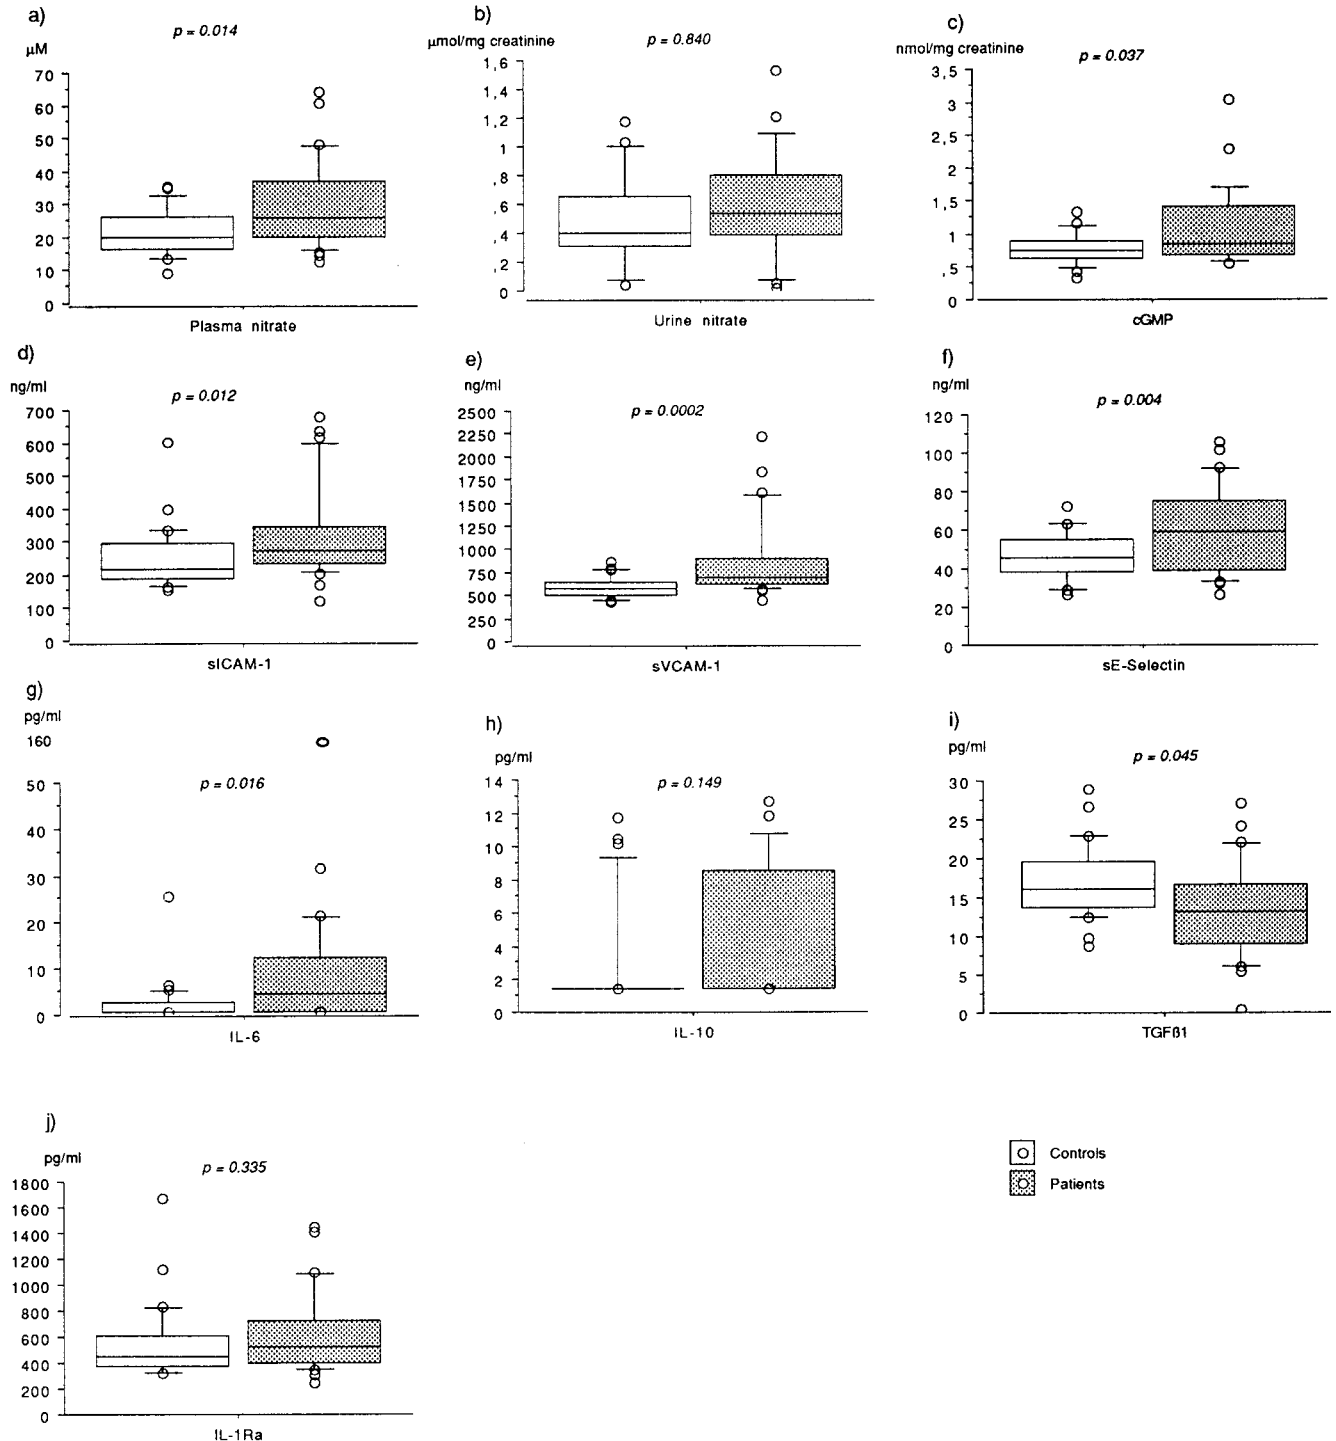 a)
p = 0.014
µM
70
60
50
40
30
20
10
0
Plasma nitrate
b)
µmol/mg creatinine
p = 0.840
1,6
1,4
1,2
1
,8
,6
,4
,2
0
Urine nitrate
c)
nmol/mg creatinine
p = 0.037
3,5
3
2,5
2
1,5
1
,5
0
cGMP
d)
ng/ml
p = 0.012
700
600
500
400
300
200
100
0
sICAM-1
e)
ng/ml
p = 0.0002
2500
2250
2000
1750
1500
1250
1000
750
500
250
0
sVCAM-1
f)
ng/ml
p = 0.004
120
100
80
60
40
20
0
sE-Selectin
g)
pg/ml
160
p = 0.016
50
40
30
20
10
0
IL-6
h)
pg/ml
p = 0.149
14
12
10
8
6
4
2
0
IL-10
i)
pg/ml
p = 0.045
30
25
20
15
10
5
0
TGFß1
j)
pg/ml
p = 0.335
1800
1600
1400
1200
1000
800
600
400
200
0
IL-1Ra
Controls
Patients